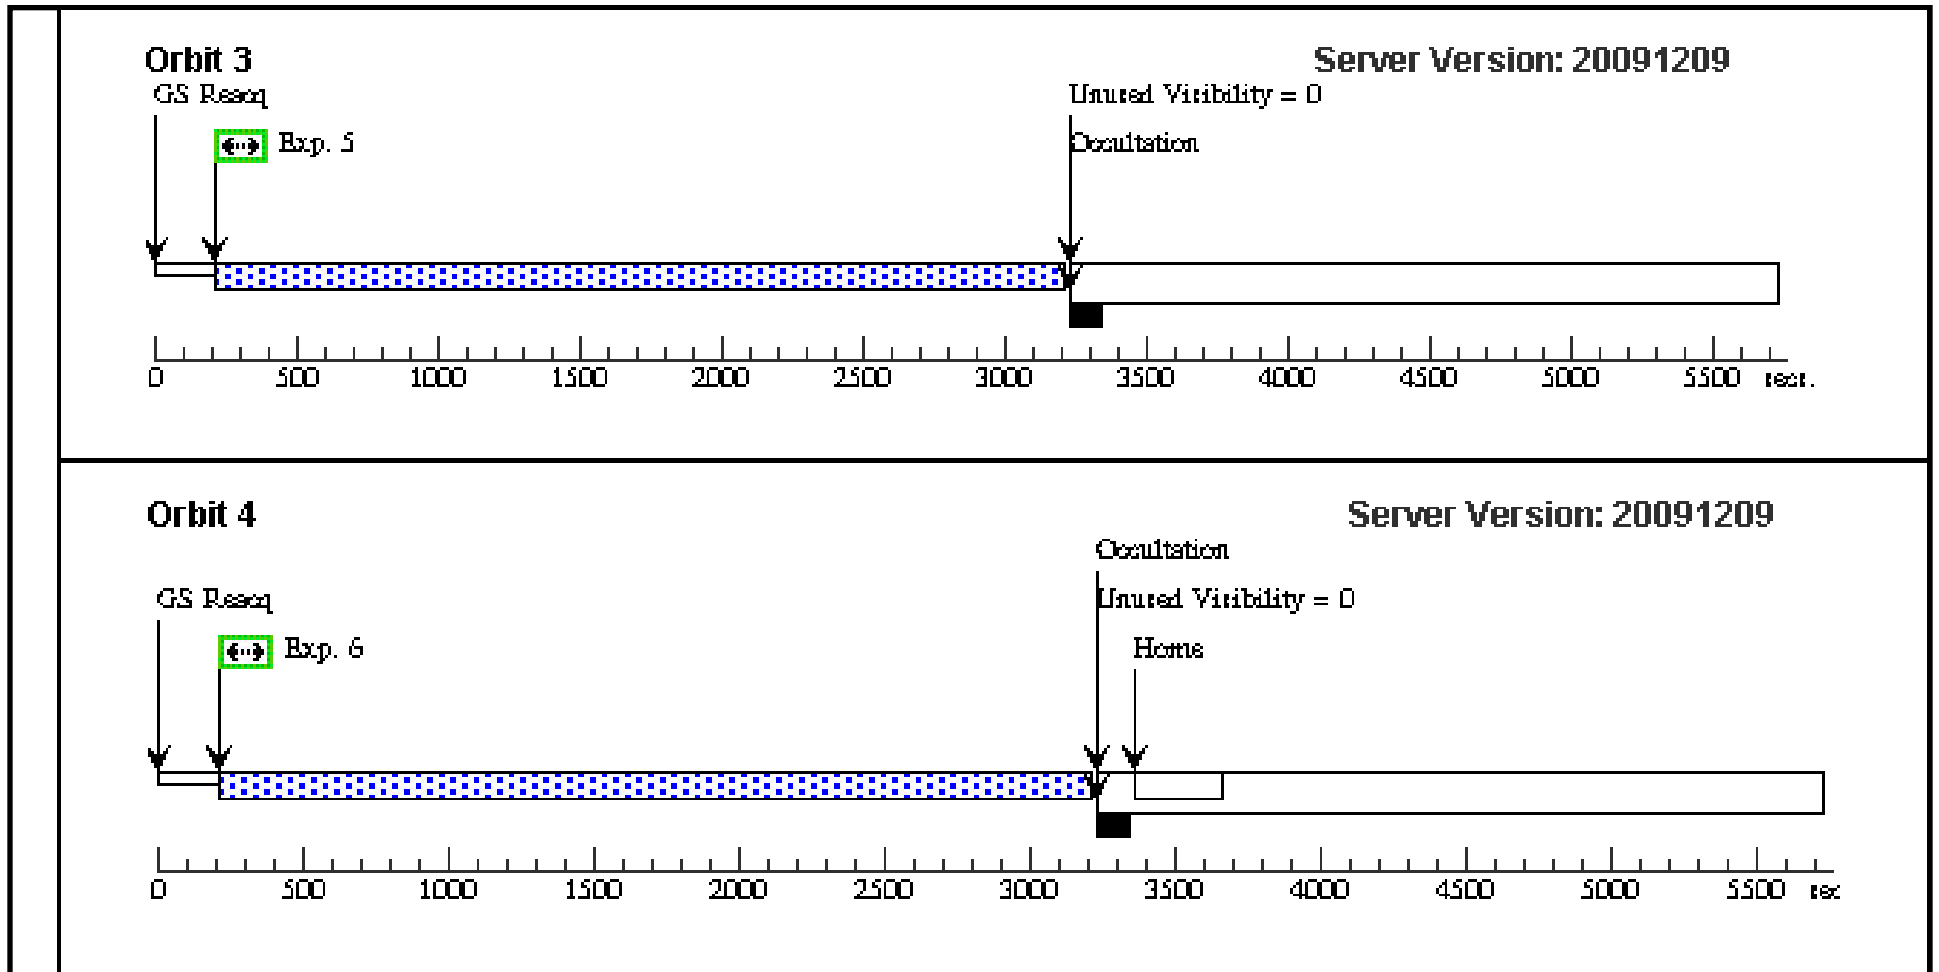 Orbit 3
Server Version: 20091209
GS Reacq
Unused Visibility = 0
Exp. 5
Occultation
0 500 1000 1500 2000 2500 3000 3500 4000 4500 5000 5500 secs.
Orbit 4
Server Version: 20091209
Occultation
GS Reacq
Unused Visibility = 0
Exp. 6
Home
0 500 1000 1500 2000 2500 3000 3500 4000 4500 5000 5500 sec